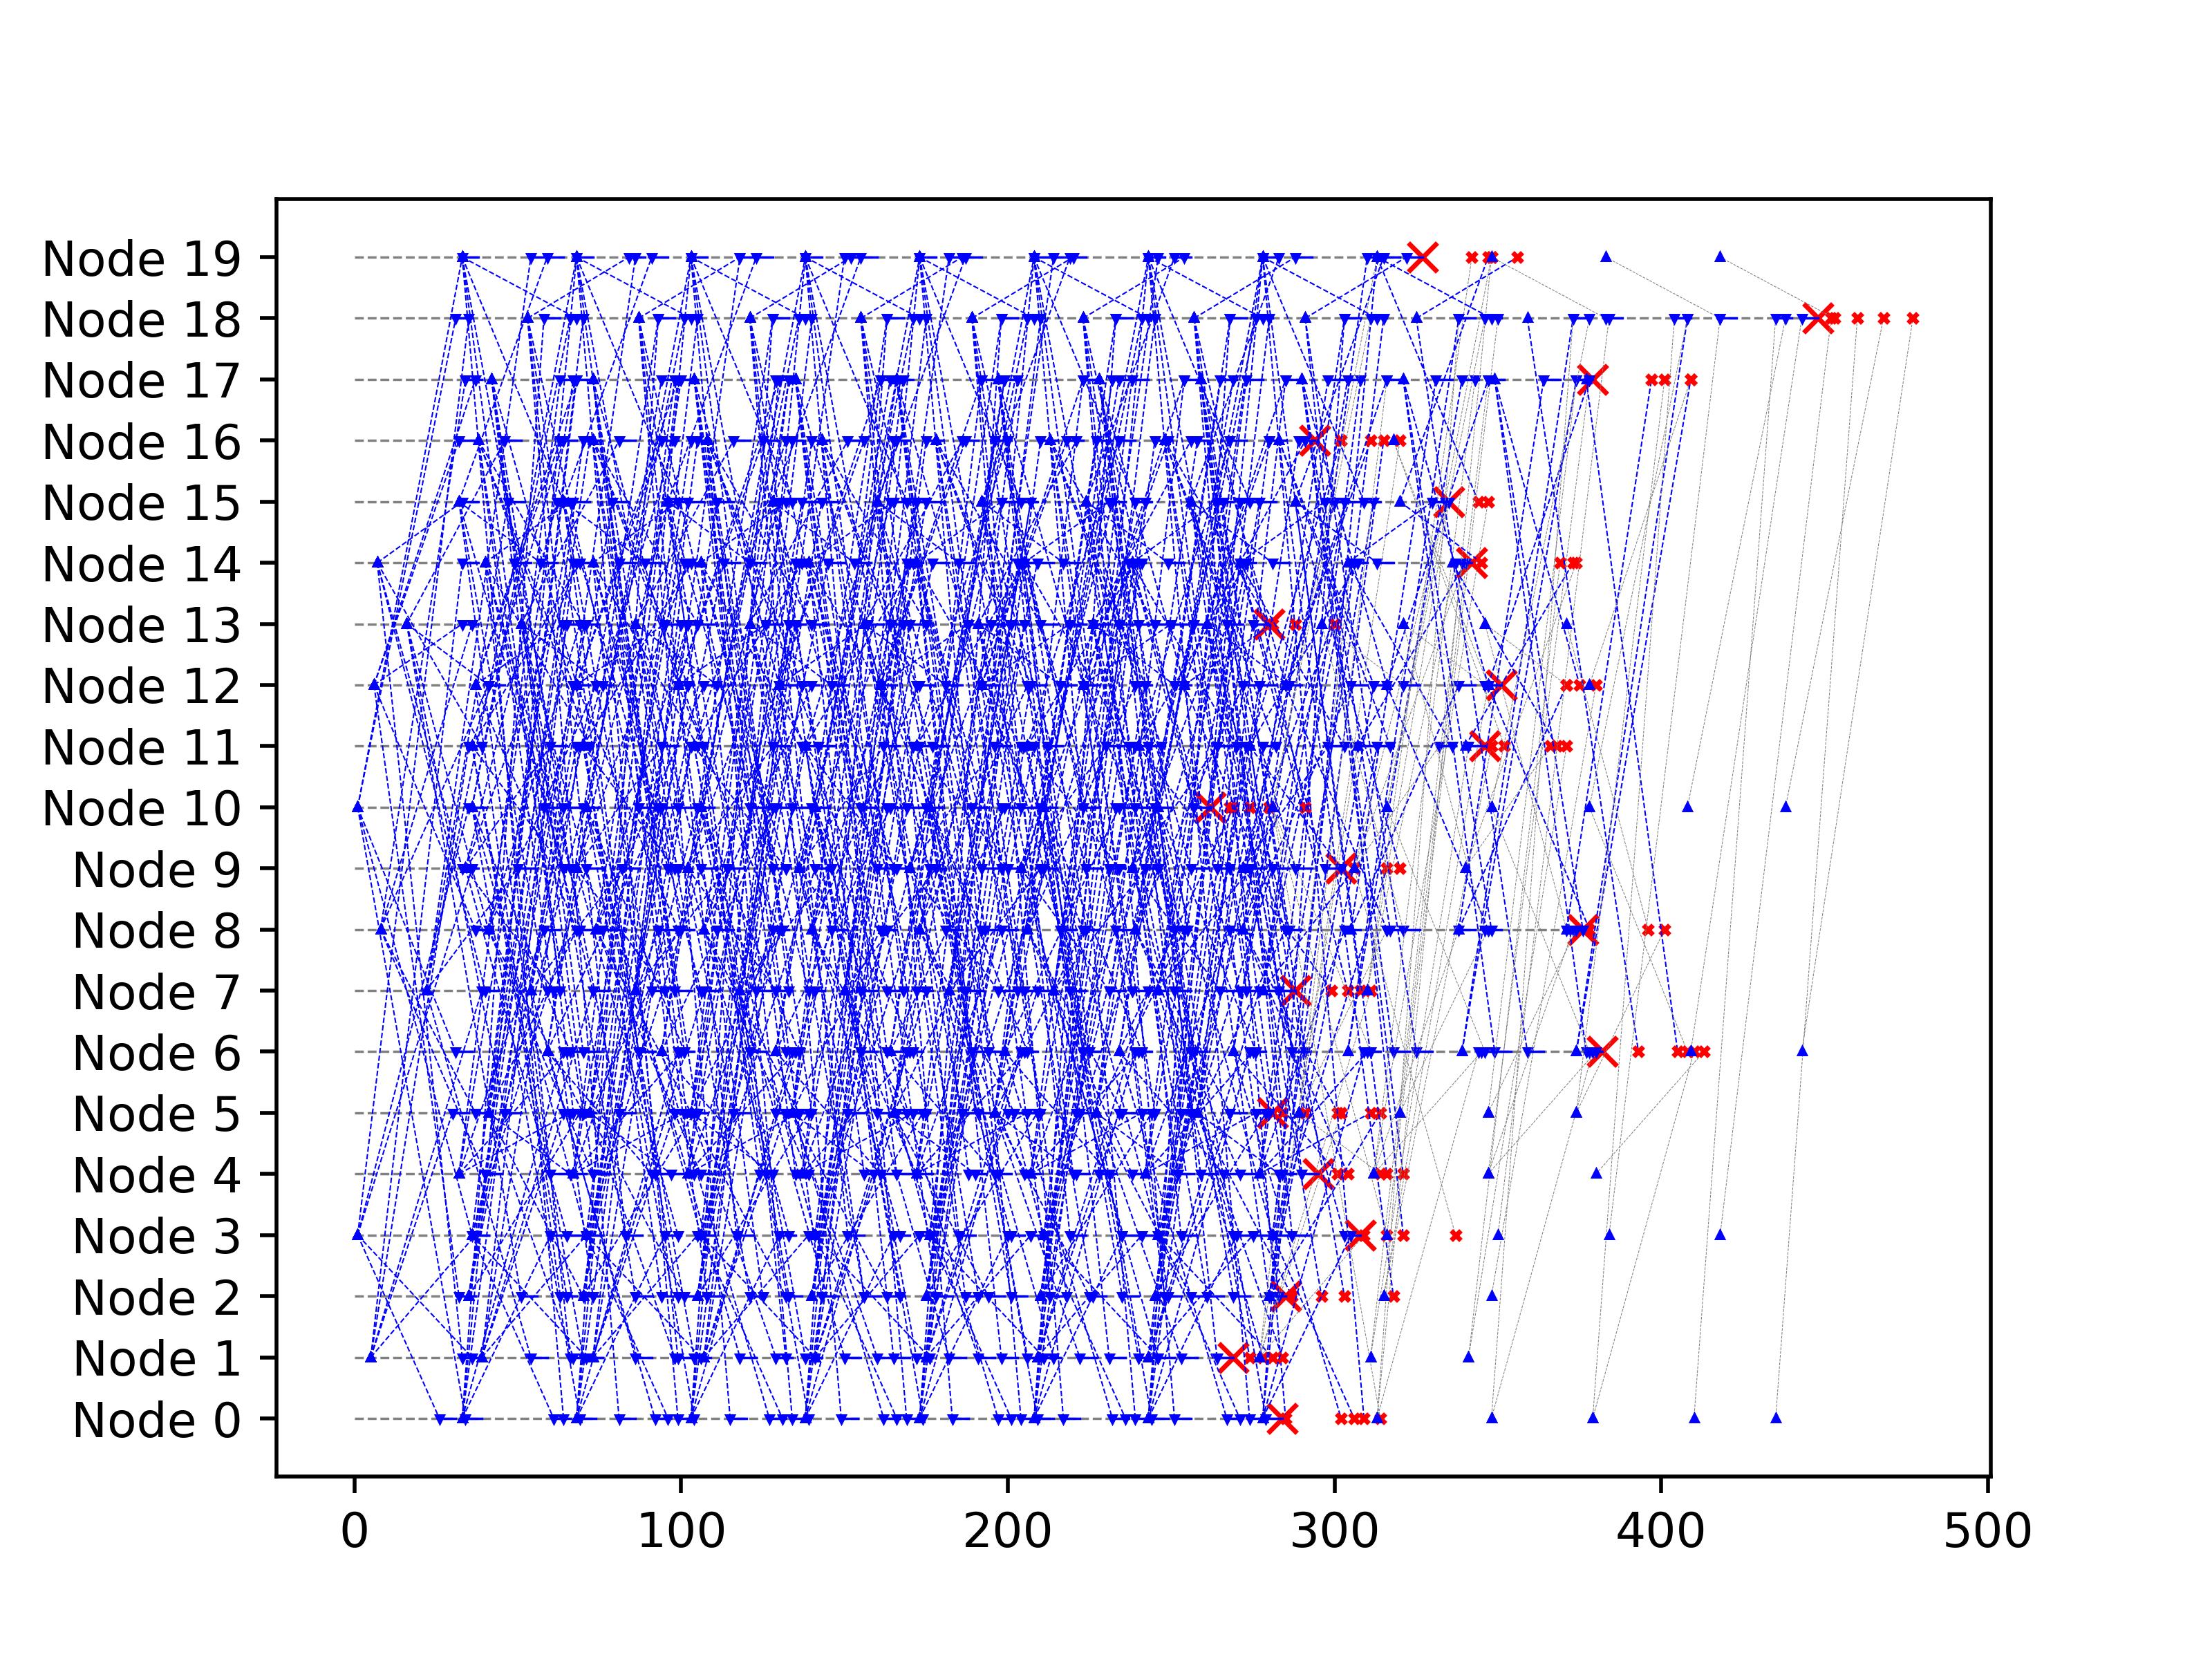 Node 19
Node 18
Node 17
Node 16
Node 15
Node 14
Node 13
Node 12
Node 11
Node 10
Node 9
Node 8
Node 7
Node 6
Node 5
Node 4
Node 3
Node 2
Node 1
Node 0
0 100 200 300 400 500